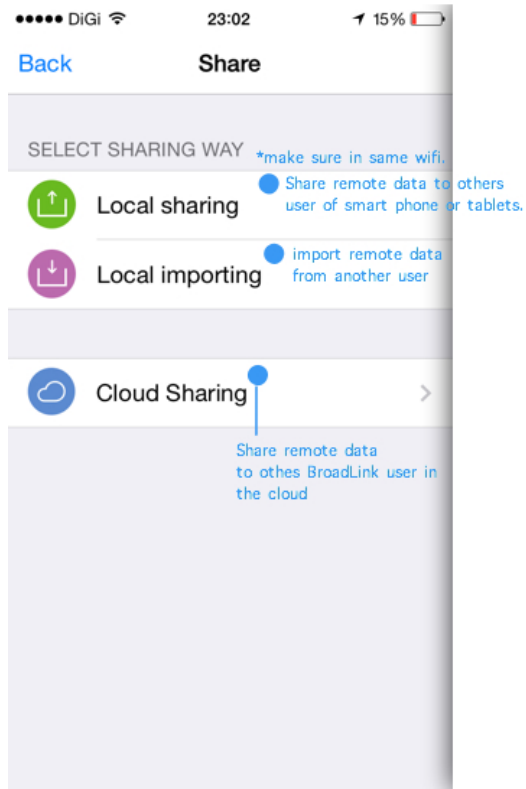 DiGi 23:02 15%
Back Share
SELECT SHARING WAY
*make sure in same wifi.
Local sharing
Share remote data to others
user of smart phone or tablets.
Local importing
import remote data
from another user
Cloud Sharing
Share remote data
to othes BroadLink user in
the cloud